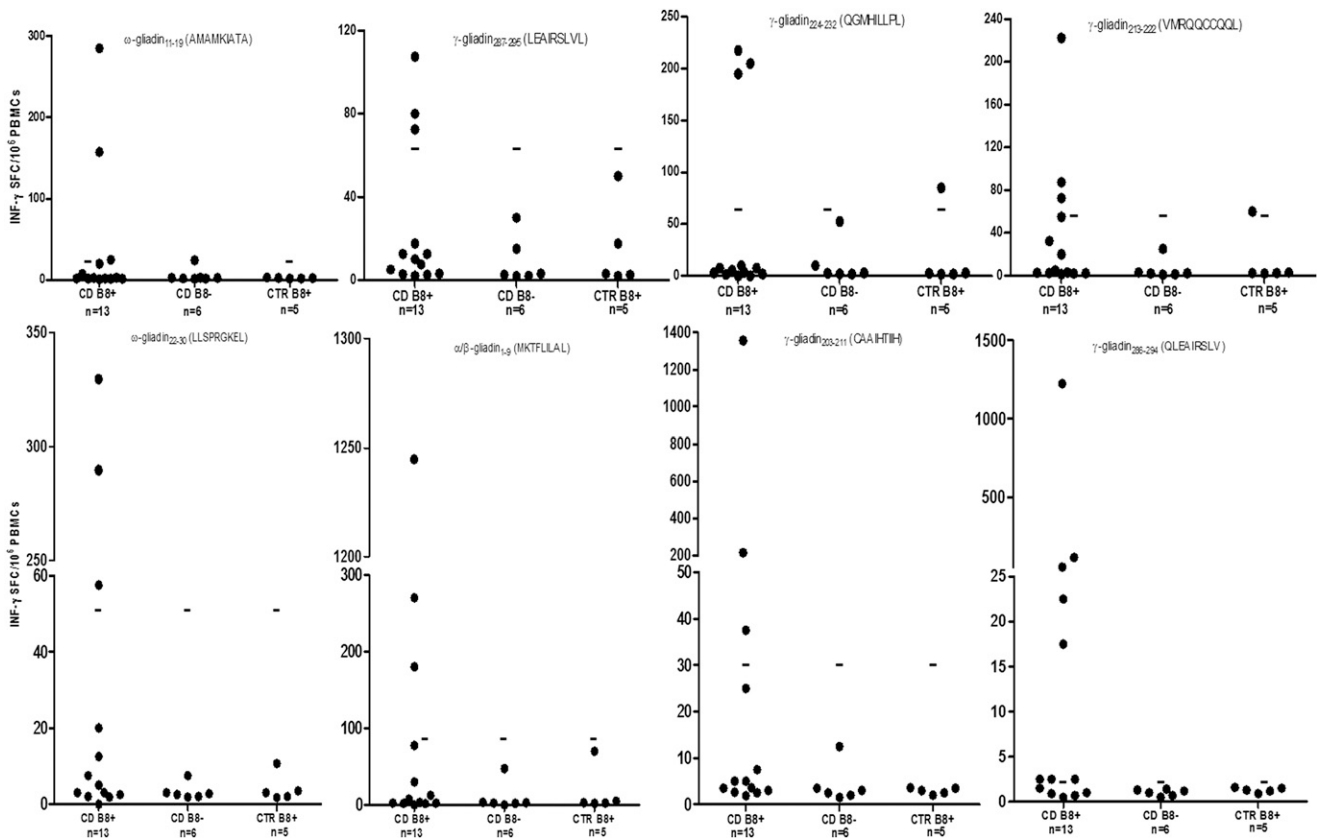 ω-gliadin11-19 (AMAMKIATA)
INF-γ SFC/10⁶ PBMCs
300
200
100
0
CD B8+ CD B8- CTR B8+
n=13 n=6 n=5
γ-gliadin287-295 (LEAIRSLVL)
120
80
40
0
CD B8+ CD B8- CTR B8+
n=13 n=6 n=5
γ-gliadin224-232 (QGMHILLPL)
250
200
150
100
50
0
CD B8+ CD B8- CTR B8+
n=13 n=6 n=5
γ-gliadin213-222 (VMRQQCCQQL)
240
200
160
120
80
40
0
CD B8+ CD B8- CTR B8+
n=13 n=6 n=5
ω-gliadin22-30 (LLSPRGKEL)
INF-γ SFC/10⁶ PBMCs
350
300
250
60
40
20
0
CD B8+ CD B8- CTR B8+
n=13 n=6 n=5
α/β-gliadin1-9 (MKTFLILAL)
1300
1250
1200
300
200
100
0
CD B8+ CD B8- CTR B8+
n=13 n=6 n=5
γ-gliadin203-211 (CAAIHTIIH)
1400
1200
1000
800
600
400
200
50
40
30
20
10
0
CD B8+ CD B8- CTR B8+
n=13 n=6 n=5
γ-gliadin286-294 (QLEAIRSLV)
1500
1000
500
25
20
15
10
5
0
CD B8+ CD B8- CTR B8+
n=13 n=6 n=5